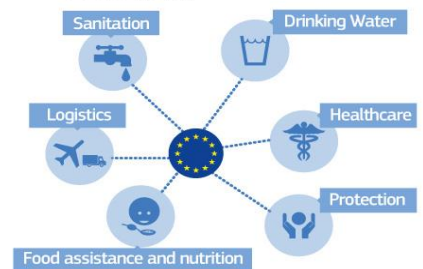 Sanitation
Drinking Water
Logistics
Healthcare
Protection
Food assistance and nutrition